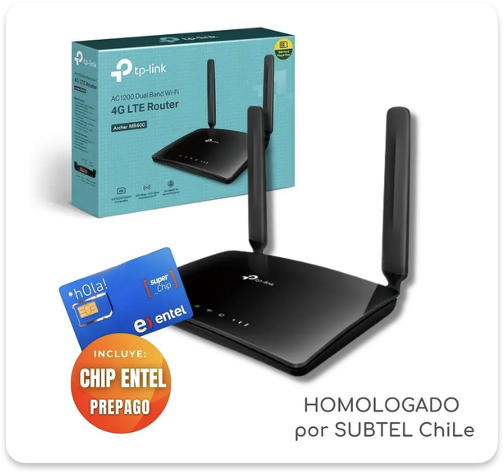 tp-link
AC1200 Dual Band Wi-Fi
4G LTE Router
Archer MR400
tp-link
*hOla!
[super
_Chip]
e) entel
INCLUYE:
CHIP ENTEL
PREPAGO
HOMOLOGADO
por SUBTEL ChiLe